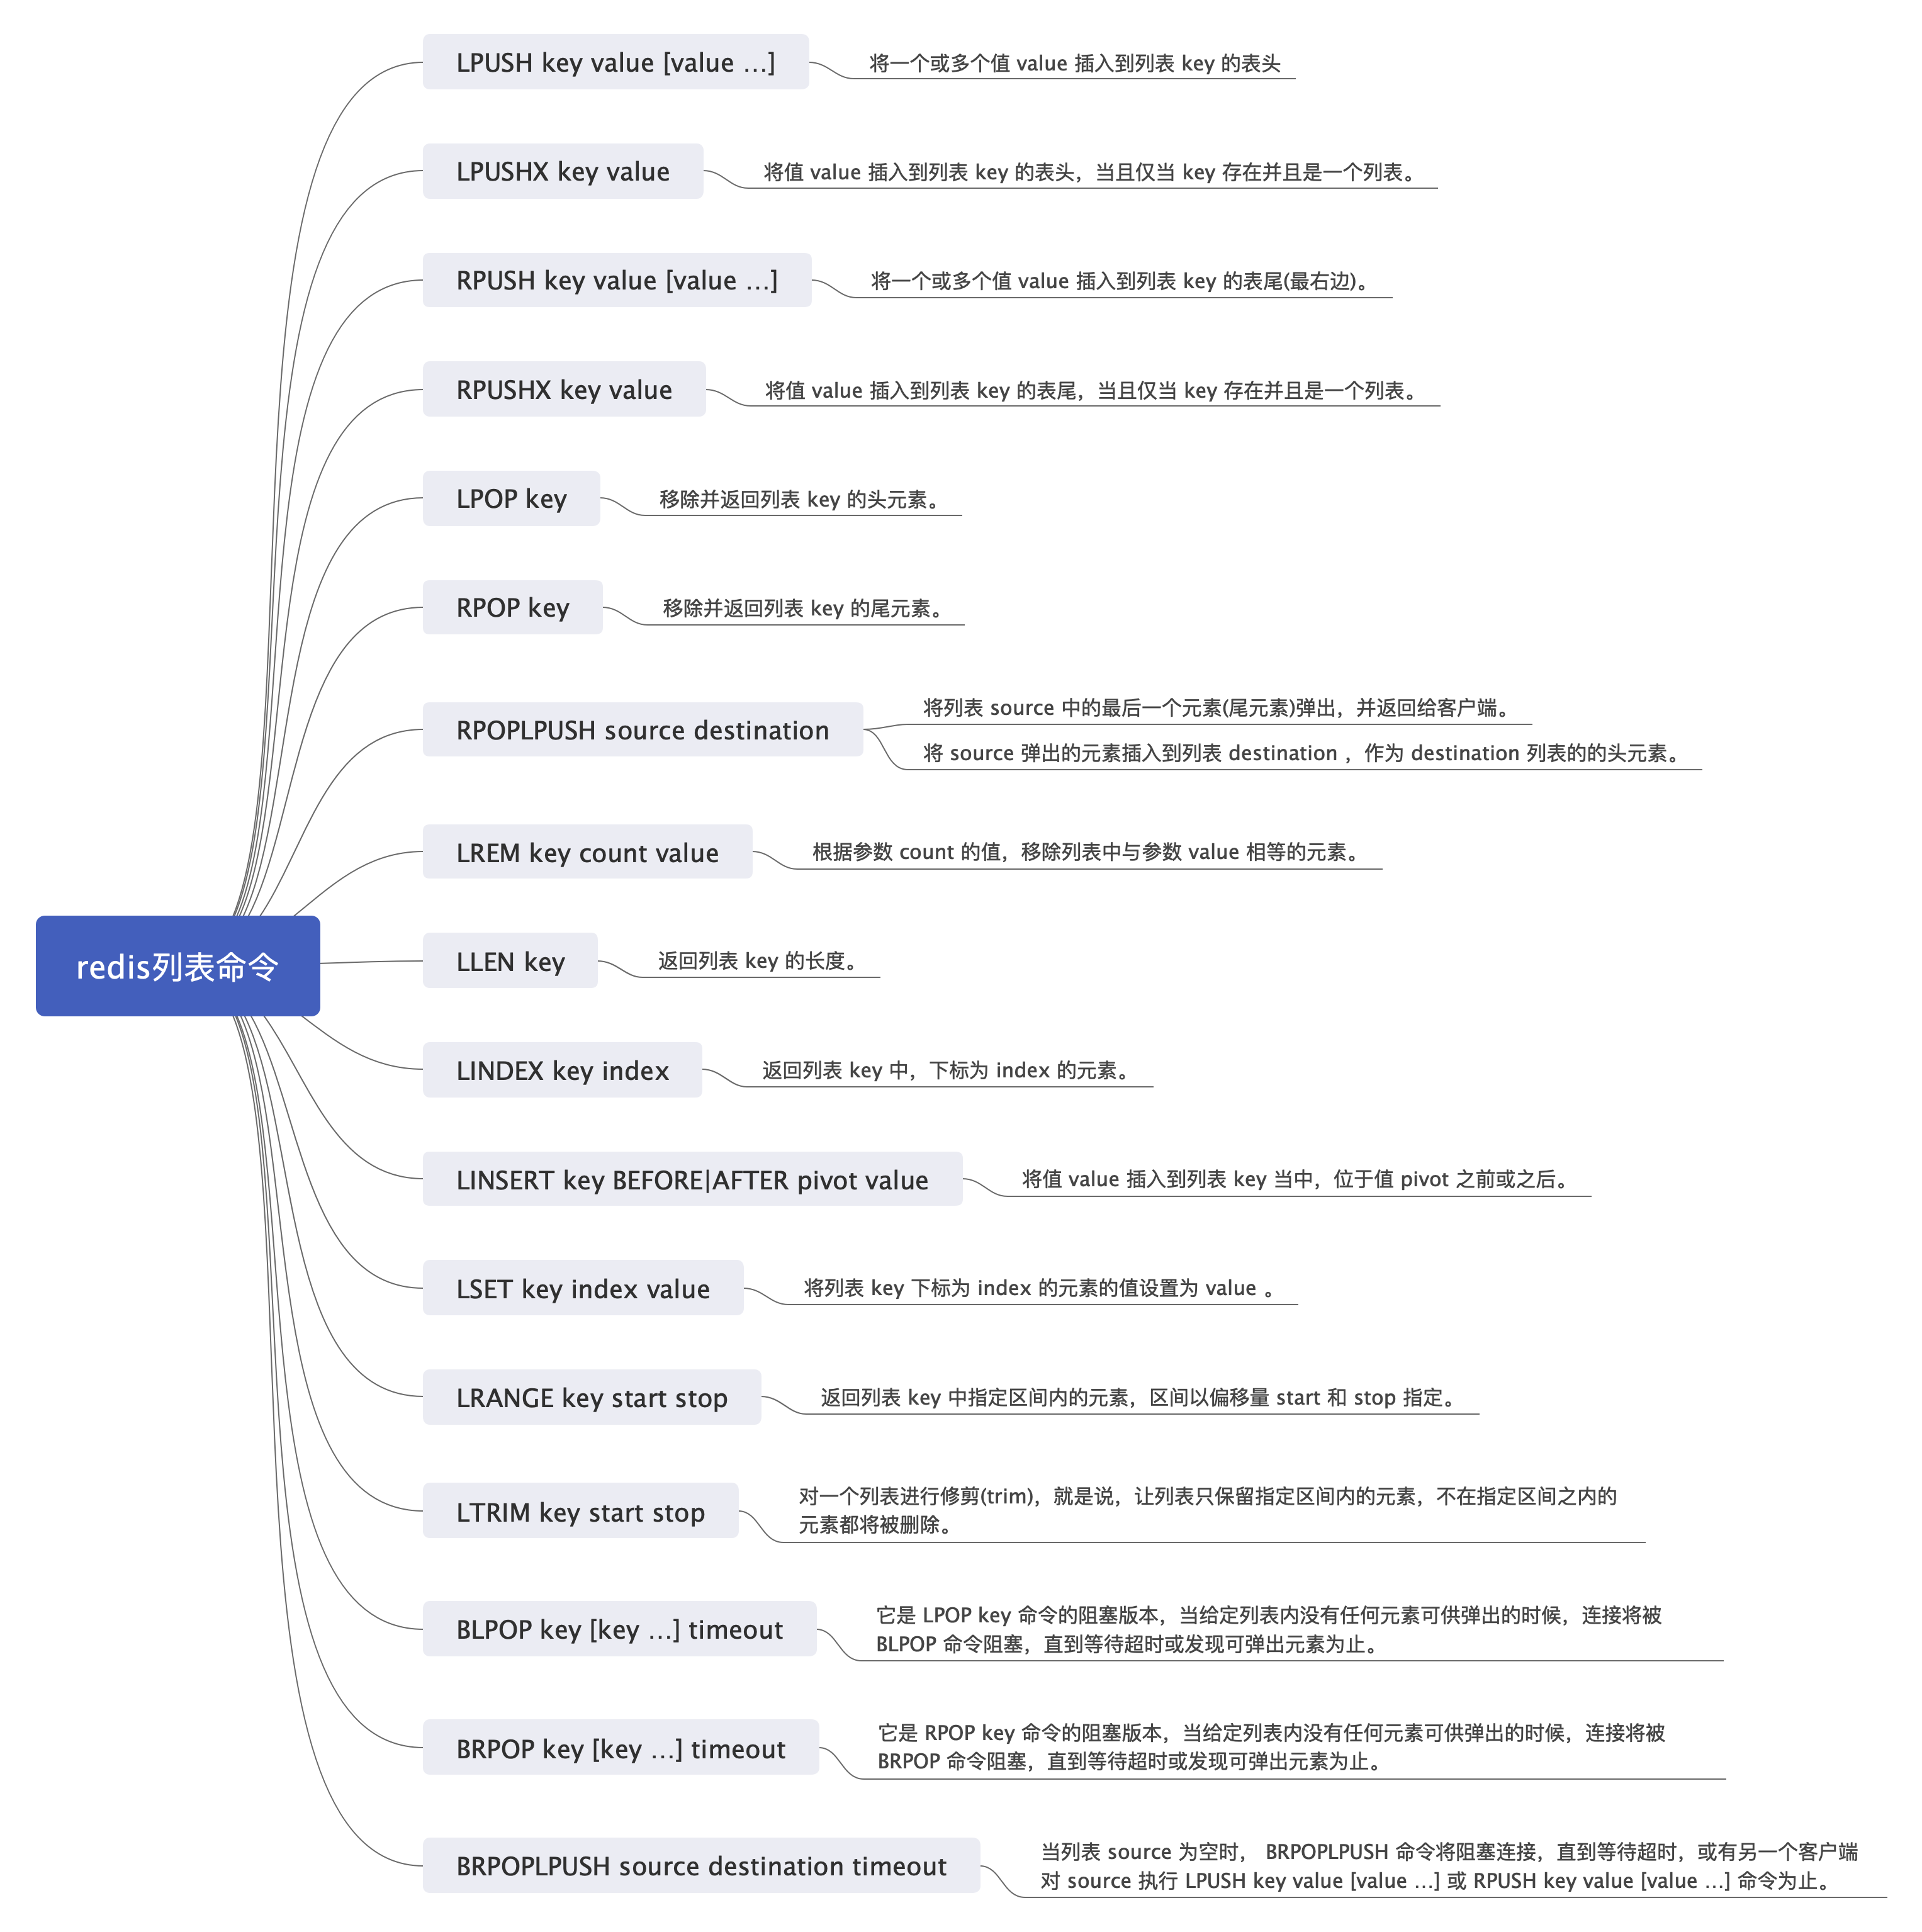 LPUSH key value [value …]
将一个或多个值 value 插入到列表 key 的表头
LPUSHX key value
将值 value 插入到列表 key 的表头，当且仅当 key 存在并且是一个列表。
RPUSH key value [value …]
将一个或多个值 value 插入到列表 key 的表尾(最右边)。
RPUSHX key value
将值 value 插入到列表 key 的表尾，当且仅当 key 存在并且是一个列表。
LPOP key
移除并返回列表 key 的头元素。
RPOP key
移除并返回列表 key 的尾元素。
RPOPLPUSH source destination
将列表 source 中的最后一个元素(尾元素)弹出，并返回给客户端。
将 source 弹出的元素插入到列表 destination ，作为 destination 列表的的头元素。
LREM key count value
根据参数 count 的值，移除列表中与参数 value 相等的元素。
redis列表命令
LLEN key
返回列表 key 的长度。
LINDEX key index
返回列表 key 中，下标为 index 的元素。
LINSERT key BEFORE|AFTER pivot value
将值 value 插入到列表 key 当中，位于值 pivot 之前或之后。
LSET key index value
将列表 key 下标为 index 的元素的值设置为 value 。
LRANGE key start stop
返回列表 key 中指定区间内的元素，区间以偏移量 start 和 stop 指定。
LTRIM key start stop
对一个列表进行修剪(trim)，就是说，让列表只保留指定区间内的元素，不在指定区间之内的
元素都将被删除。
BLPOP key [key …] timeout
它是 LPOP key 命令的阻塞版本，当给定列表内没有任何元素可供弹出的时候，连接将被
BLPOP 命令阻塞，直到等待超时或发现可弹出元素为止。
BRPOP key [key …] timeout
它是 RPOP key 命令的阻塞版本，当给定列表内没有任何元素可供弹出的时候，连接将被
BRPOP 命令阻塞，直到等待超时或发现可弹出元素为止。
BRPOPLPUSH source destination timeout
当列表 source 为空时， BRPOPLPUSH 命令将阻塞连接，直到等待超时，或有另一个客户端
对 source 执行 LPUSH key value [value …] 或 RPUSH key value [value …] 命令为止。